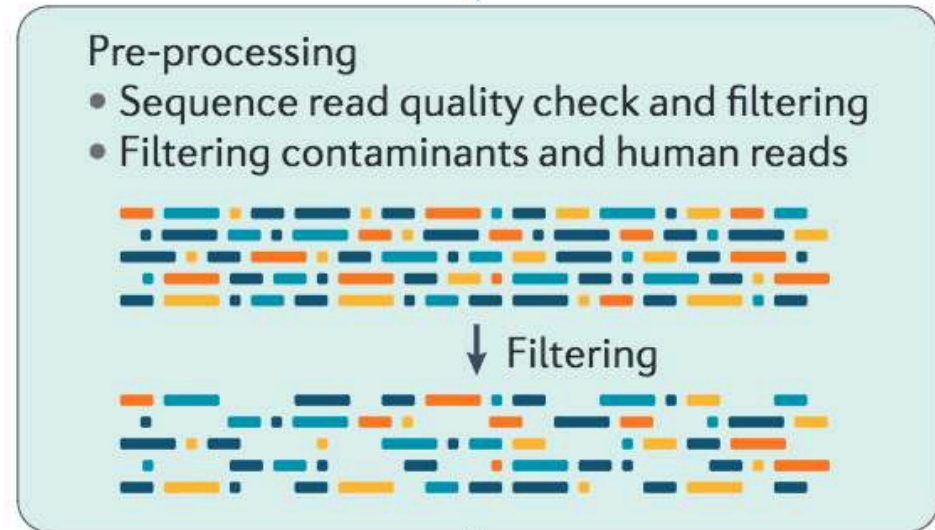 Pre-processing
• Sequence read quality check and filtering
• Filtering contaminants and human reads
Filtering